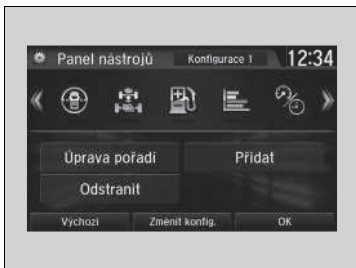 Panel nástrojů Konfigurace 1 12:34
Úprava pořadí Přidat
Odstranit
Výchozí Změnit konfig. OK